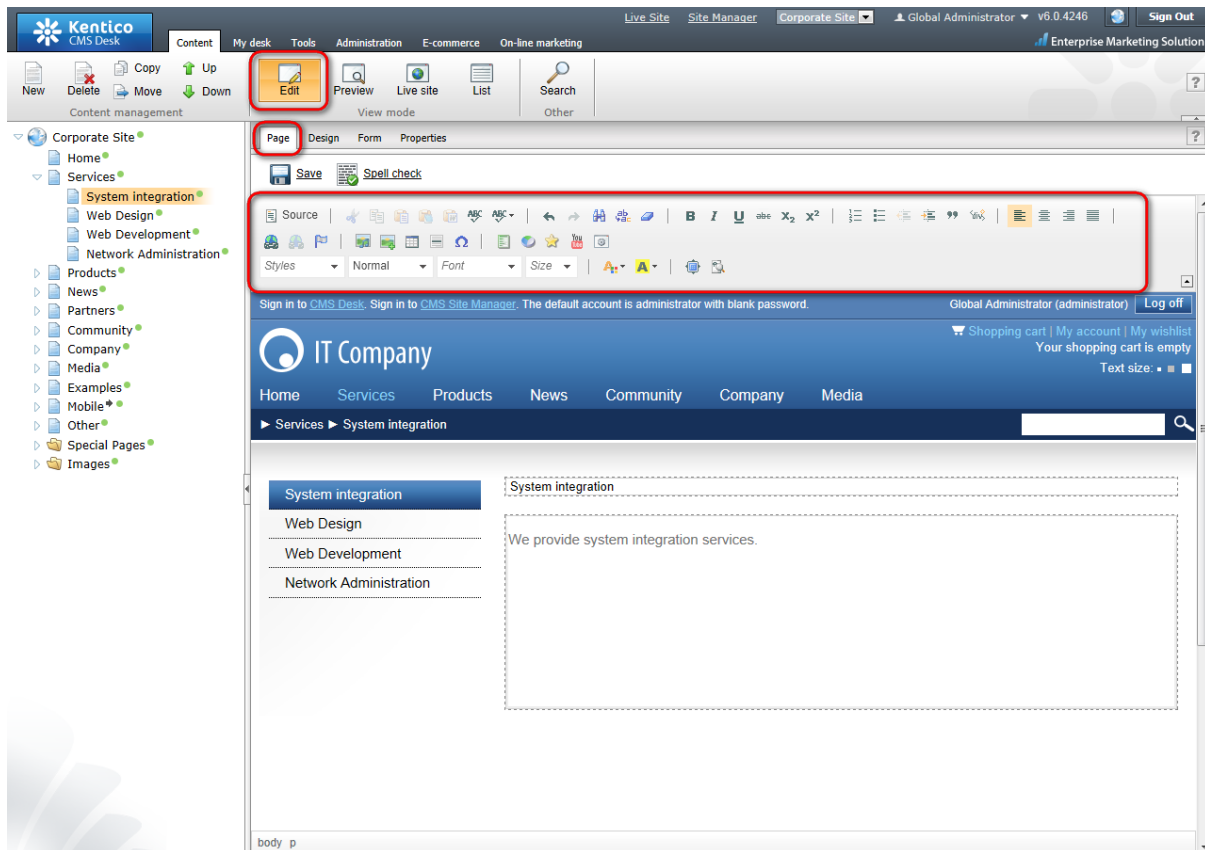 Kentico
CMS Desk
Live Site Site Manager Corporate Site Global Administrator v6.0.4246 Sign Out
Content My desk Tools Administration E-commerce On-line marketing
Enterprise Marketing Solution
New Delete Copy Move Up Down
Content management
Edit Preview Live site List
View mode
Search
Other
?
Corporate Site
Home
Services
System integration
Web Design
Web Development
Network Administration
Products
News
Partners
Community
Company
Media
Examples
Mobile
Other
Special Pages
Images
Page Design Form Properties
?
Save Spell check
Source ABC ABC B I U abc X₂ X²
Styles Normal Font Size A A
Sign in to CMS Desk. Sign in to CMS Site Manager. The default account is administrator with blank password. Global Administrator (administrator) Log off
IT Company
Shopping cart | My account | My wishlist
Your shopping cart is empty
Text size:
Home Services Products News Community Company Media
► Services ► System integration
System integration
Web Design
Web Development
Network Administration
System integration
We provide system integration services.
body p